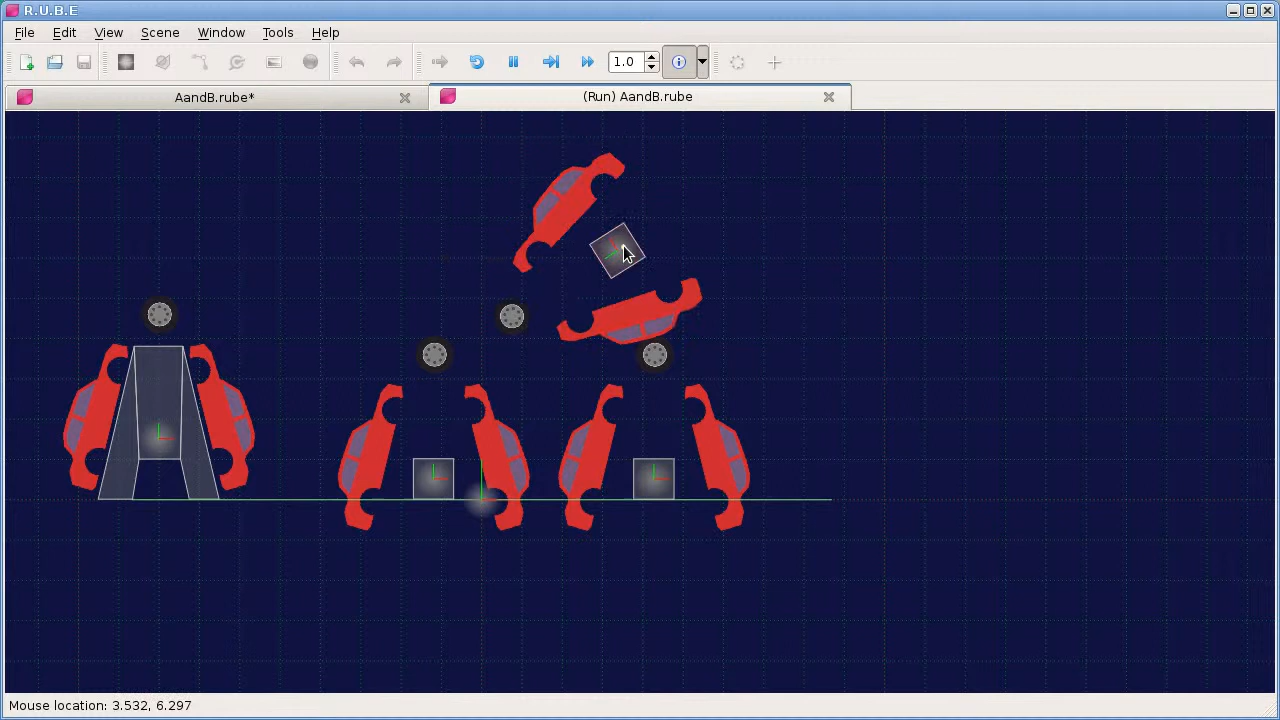 R.U.B.E
File Edit View Scene Window Tools Help
1.0
AandB.rube*
(Run) AandB.rube
Mouse location: 3.532, 6.297